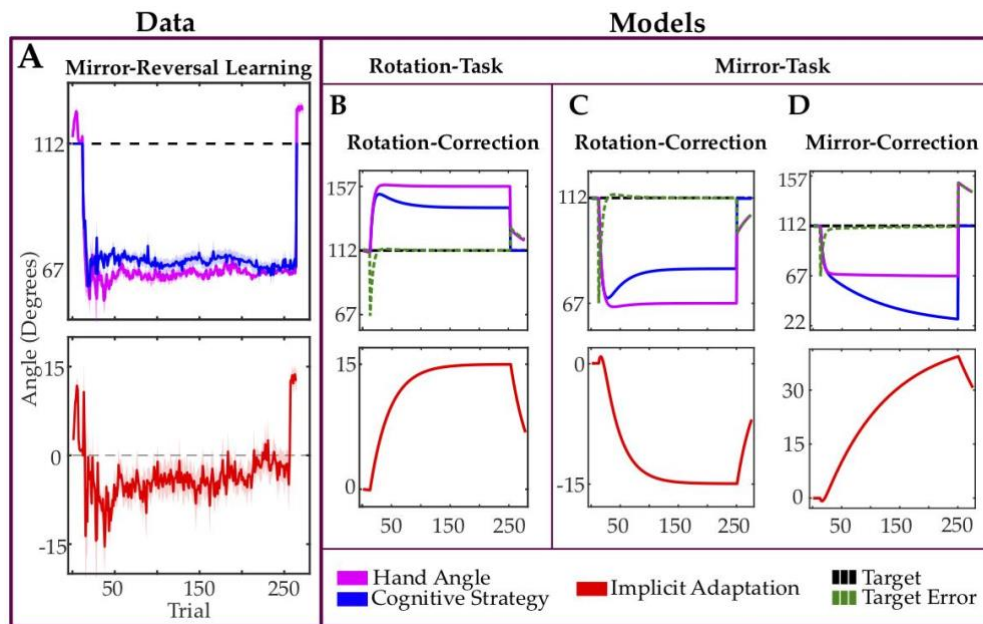 Data
Models
A
Mirror-Reversal Learning
112
67
Angle (Degrees)
15
0
-15
50
150
250
Trial
Rotation-Task
Mirror-Task
B
Rotation-Correction
157
112
67
15
0
50
150
250
C
Rotation-Correction
112
67
0
-15
50
150
250
D
Mirror-Correction
157
112
67
22
30
15
0
50
150
250
Hand Angle
Cognitive Strategy
Implicit Adaptation
Target
Target Error